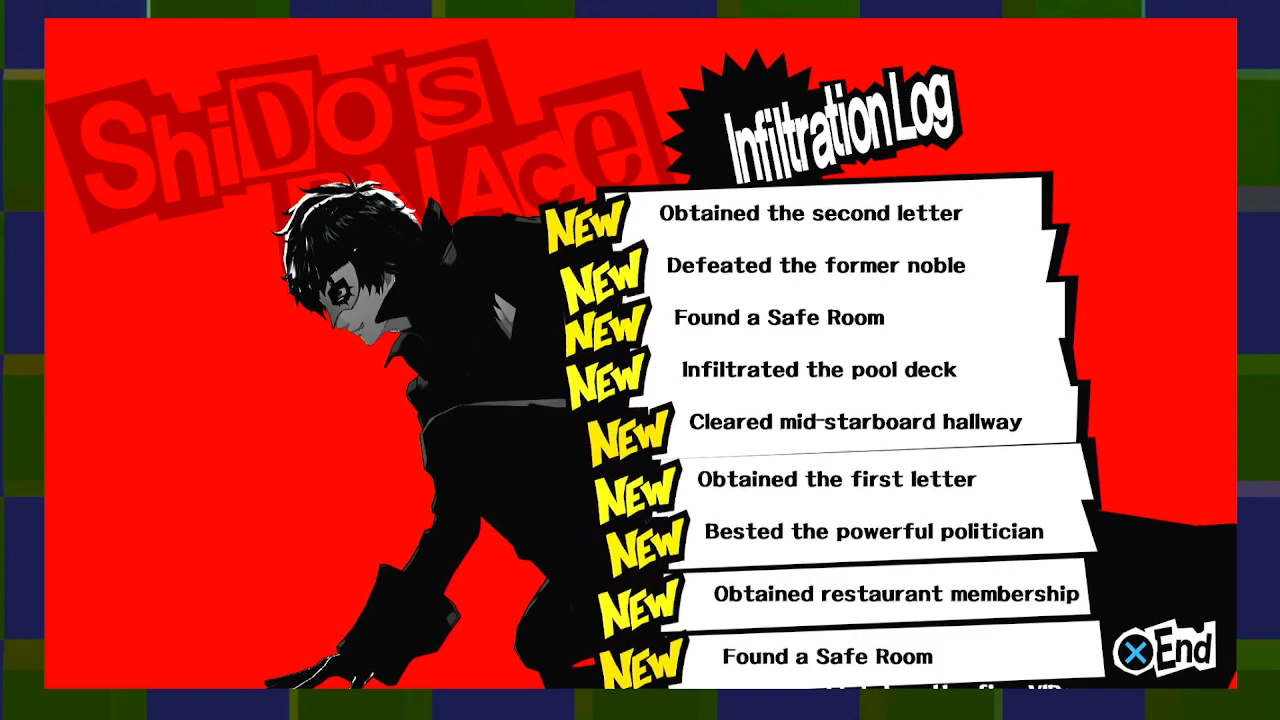 ShiDO'S
PALAce
Infiltration Log
NEW Obtained the second letter
NEW Defeated the former noble
NEW Found a Safe Room
NEW Infiltrated the pool deck
NEW Cleared mid-starboard hallway
NEW Obtained the first letter
NEW Bested the powerful politician
NEW Obtained restaurant membership
NEW Found a Safe Room
End